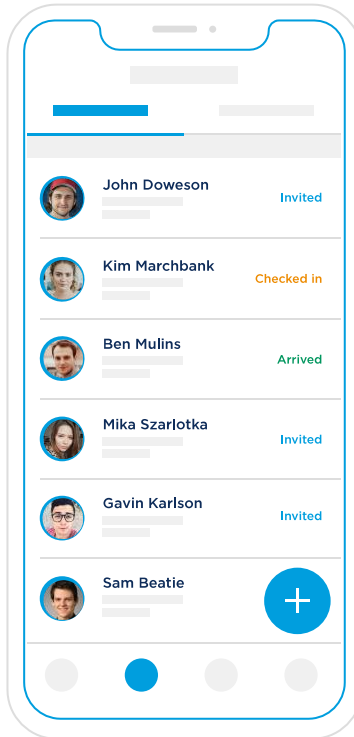 John Doweson
Invited
Kim Marchbank
Checked in
Ben Mulins
Arrived
Mika Szarlotka
Invited
Gavin Karlson
Invited
Sam Beatie